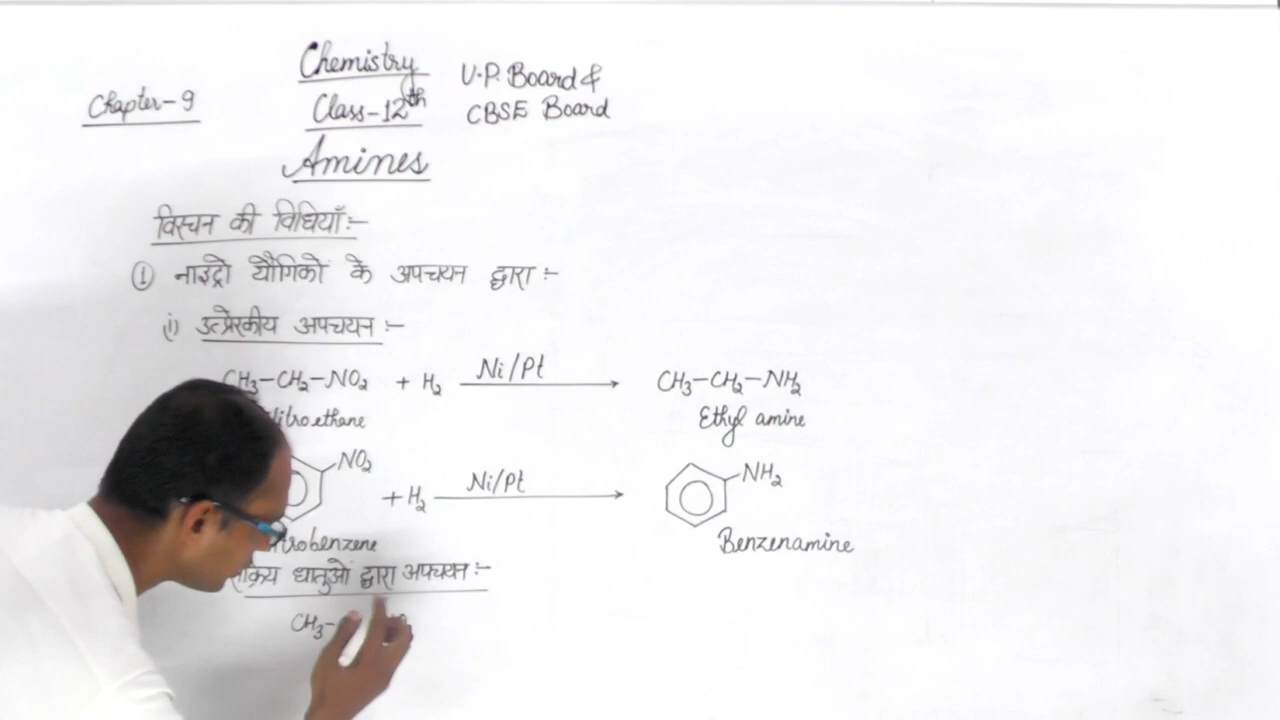 Chemistry
U.P. Board &
Chapter-9
Class-12th
CBSE Board
Amines
विरचन की विधियाँ:-
① नाइट्रो यौगिकों के अपचयन द्वारा :-
(i) उत्प्रेरकीय अपचयन :-
CH₃-CH₂-NO₂ + H₂ Ni/Pt → CH₃-CH₂-NH₂
Ethyl amine
NO₂ + H₂ Ni/Pt → NH₂
Benzenamine
धातुओं द्वारा अपचयन:-
CH₃-